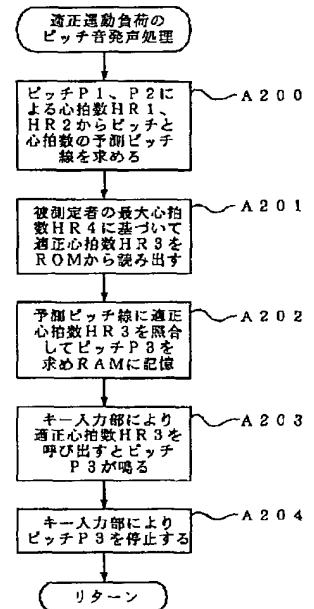 適正運動負荷の
ピッチ音発声処理
ピッチP1、P2に
よる心拍数HR1、
HR2からピッチと
心拍数の予測ピッチ
線を求める
A200
被測定者の最大心拍
数HR4に基づいて
適正心拍数HR3を
ROMから読み出す
A201
予測ピッチ線に適正
心拍数HR3を照合
してピッチP3を
求めRAMに記憶
A202
キー入力部により
適正心拍数HR3を
呼び出すとピッチ
P3が鳴る
A203
キー入力部により
ピッチP3を停止する
A204
リターン